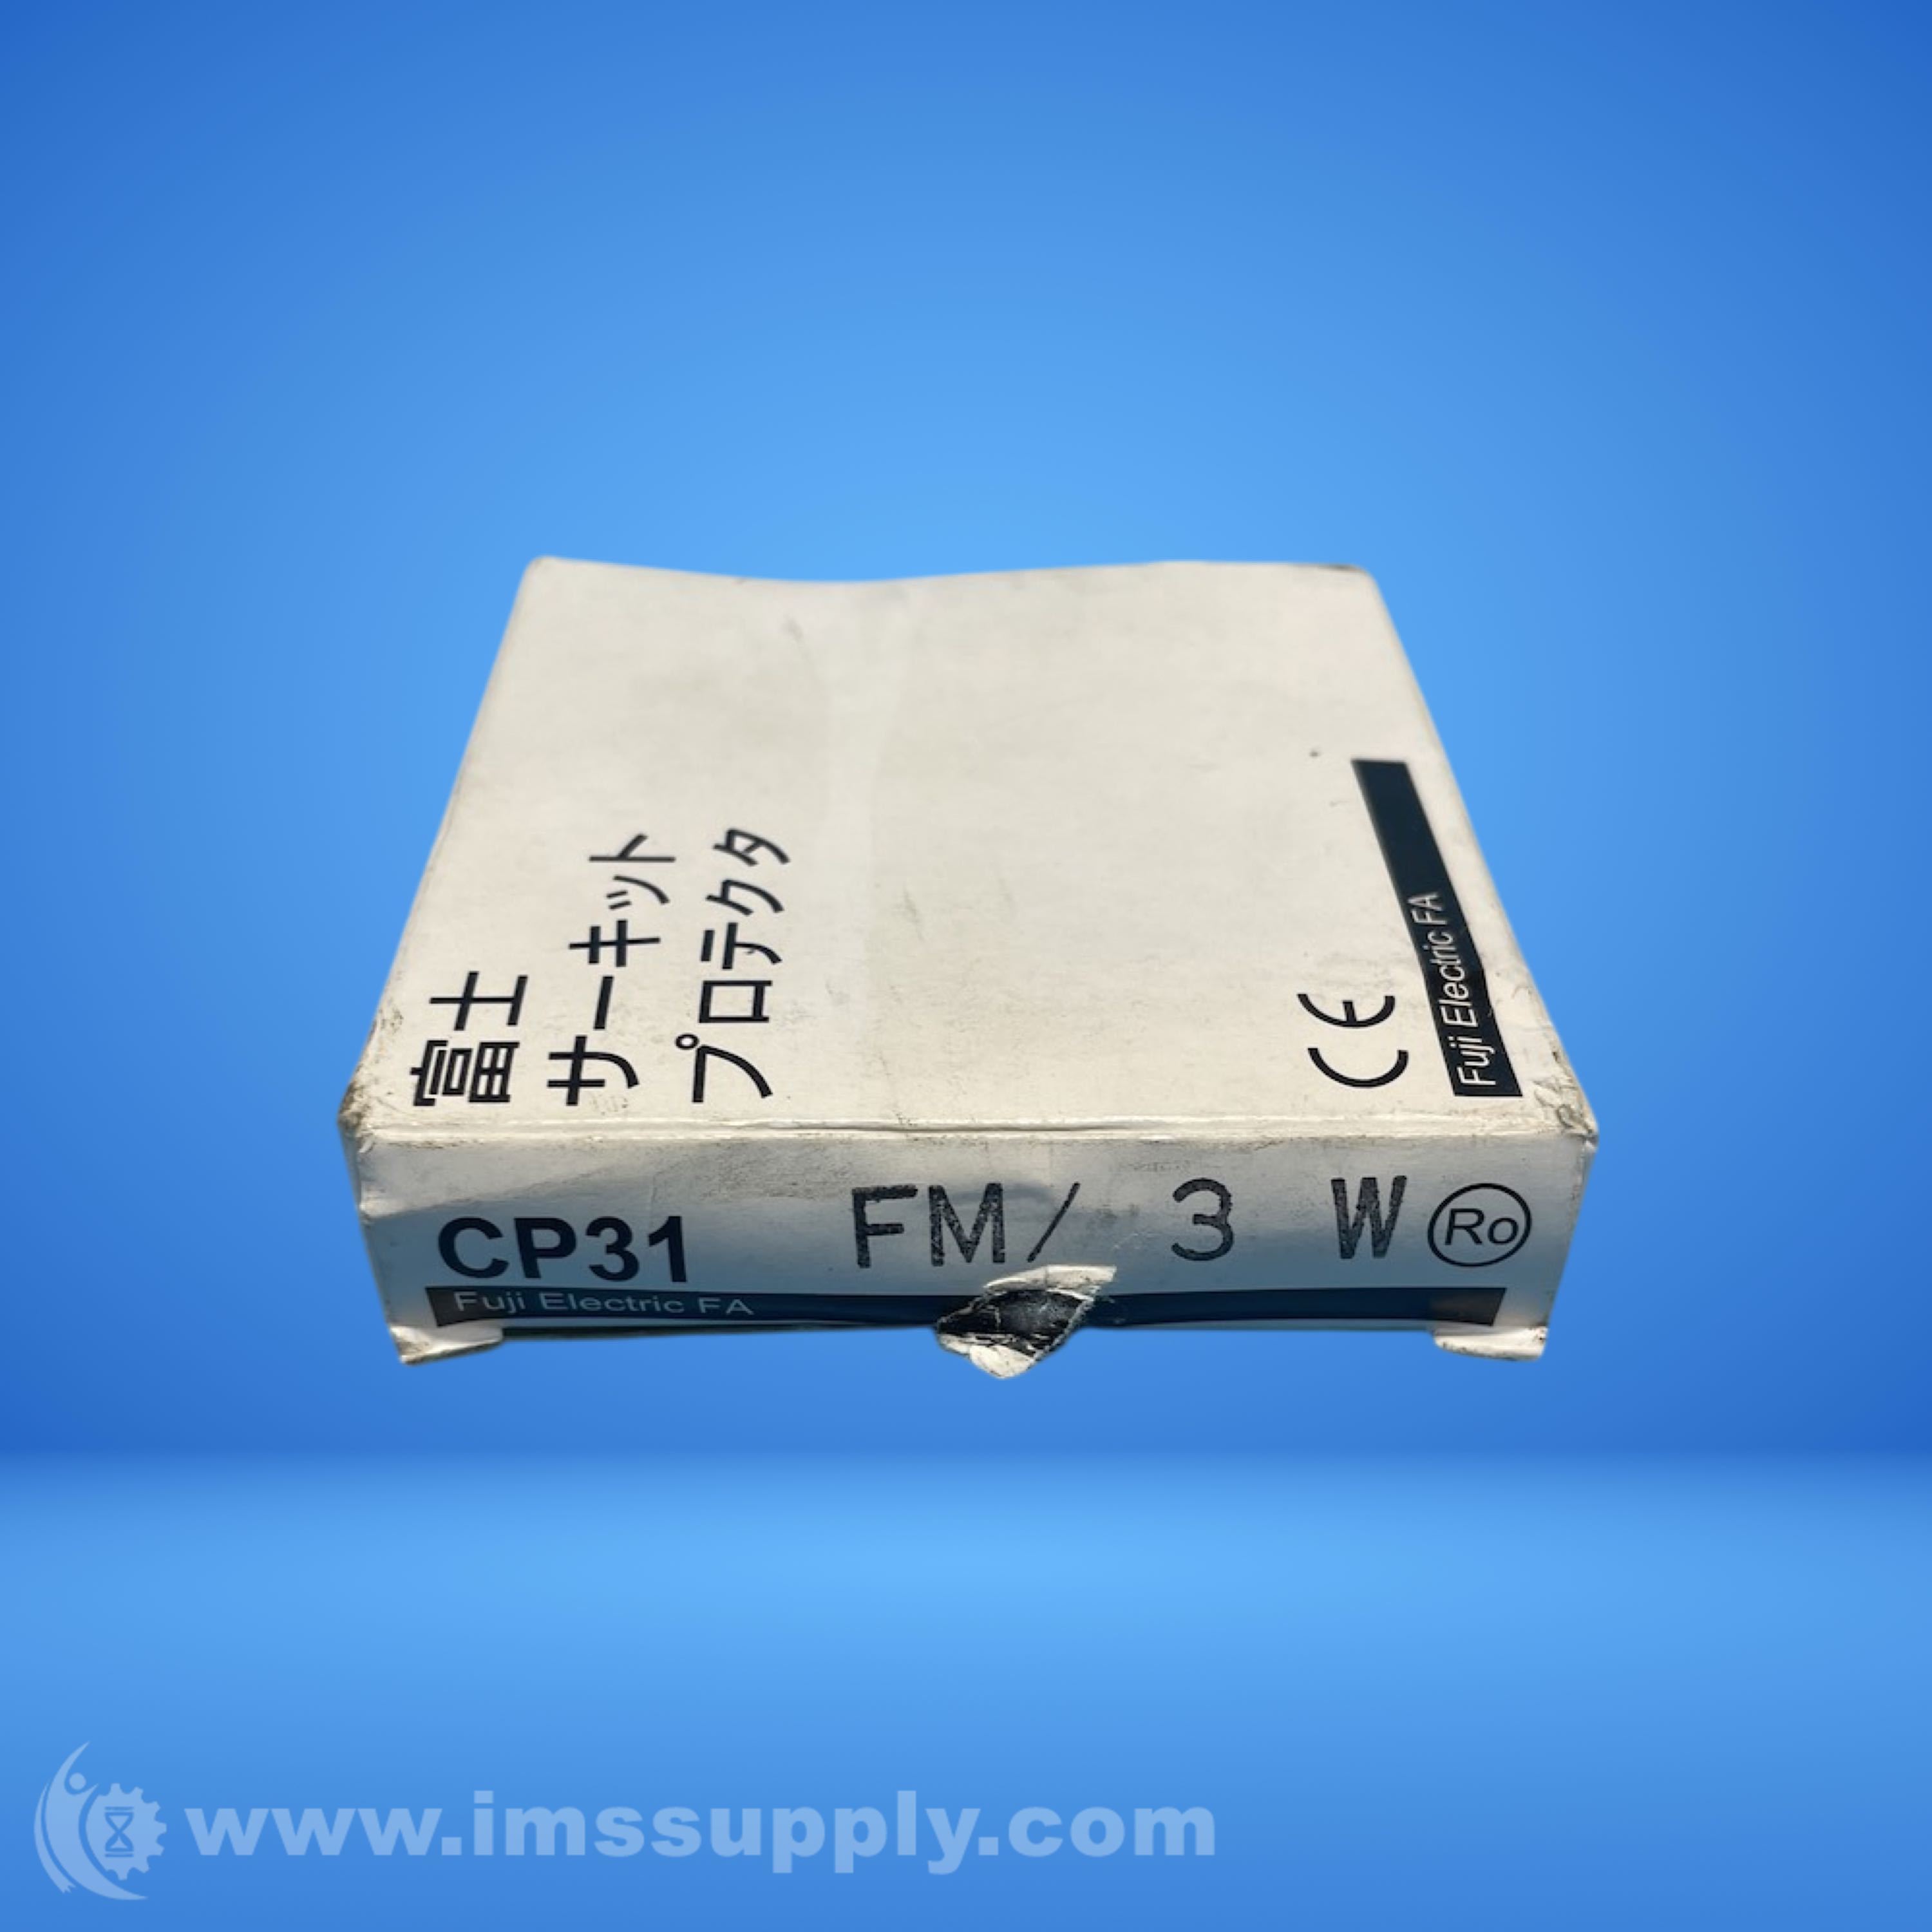 富士
サーキット
プロテクタ
CE
Fuji Electric FA
CP31 FM/ 3 W Ro
Fuji Electric FA
www.imssupply.com